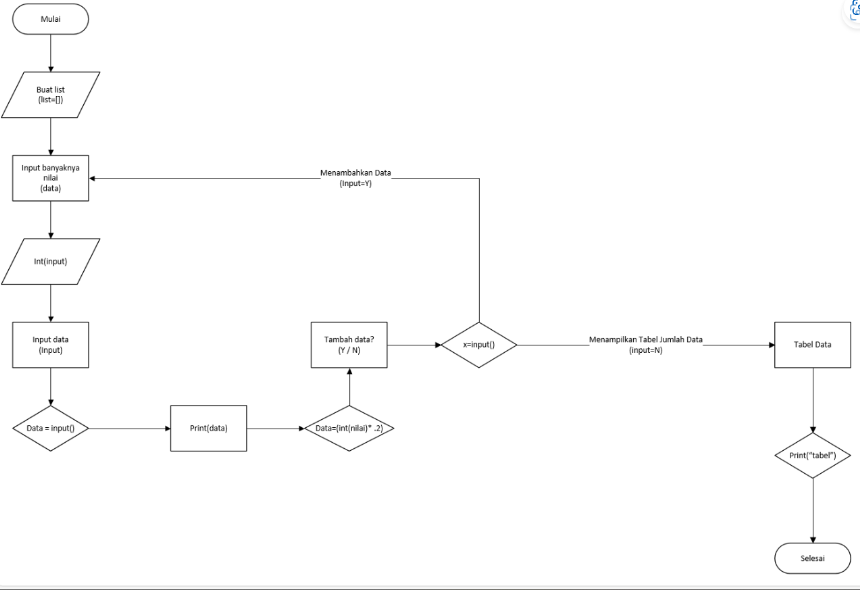 Mulai
Buat list
(list=[])
Input banyaknya
nilai
(data)
Menambahkan Data
(Input=Y)
Int(input)
Input data
(Input)
Tambah data?
(Y / N)
x=input()
Menampilkan Tabel Jumlah Data
(input=N)
Tabel Data
Data = input()
Print(data)
Data=(int(nilai)* .2)
Print("tabel")
Selesai